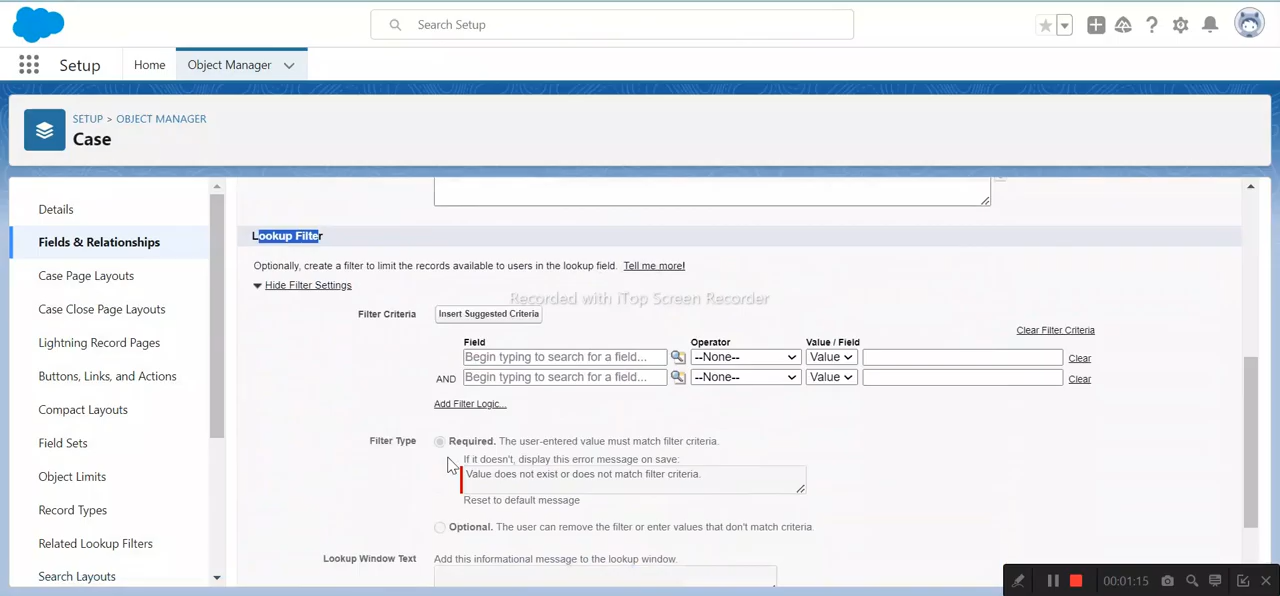 Search Setup
Setup
Home
Object Manager
SETUP > OBJECT MANAGER
Case
Details
Fields & Relationships
Case Page Layouts
Case Close Page Layouts
Lightning Record Pages
Buttons, Links, and Actions
Compact Layouts
Field Sets
Object Limits
Record Types
Related Lookup Filters
Search Layouts
Lookup Filter
Optionally, create a filter to limit the records available to users in the lookup field. Tell me more!
Hide Filter Settings
Recorded with iTop Screen Recorder
Filter Criteria Insert Suggested Criteria
Clear Filter Criteria
Field Operator Value / Field
Begin typing to search for a field... --None-- Value Clear
AND Begin typing to search for a field... --None-- Value Clear
Add Filter Logic...
Filter Type Required. The user-entered value must match filter criteria.
If it doesn't, display this error message on save:
Value does not exist or does not match filter criteria.
Reset to default message
Optional. The user can remove the filter or enter values that don't match criteria.
Lookup Window Text Add this informational message to the lookup window.
00:01:15